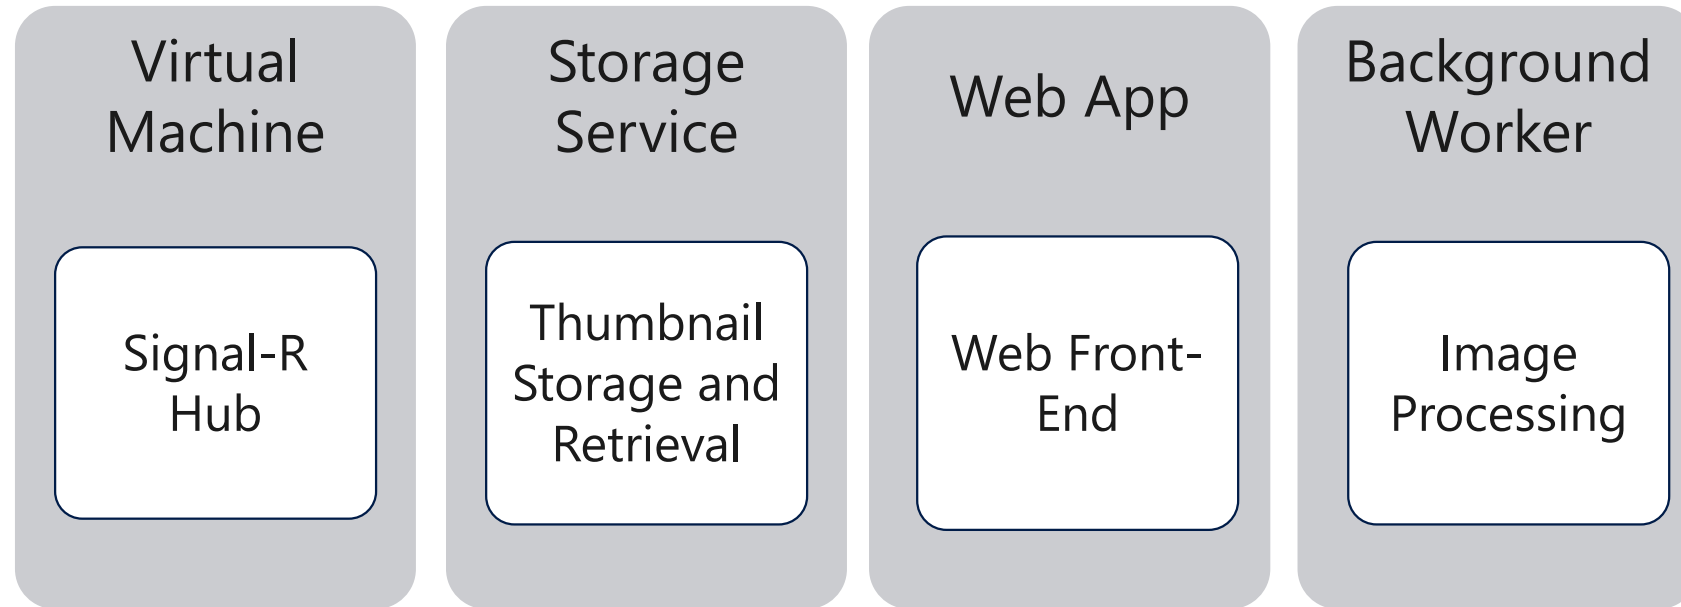 Virtual
Machine
Storage
Service
Web App
Background
Worker
Signal-R
Hub
Thumbnail
Storage and
Retrieval
Web Front-
End
Image
Processing